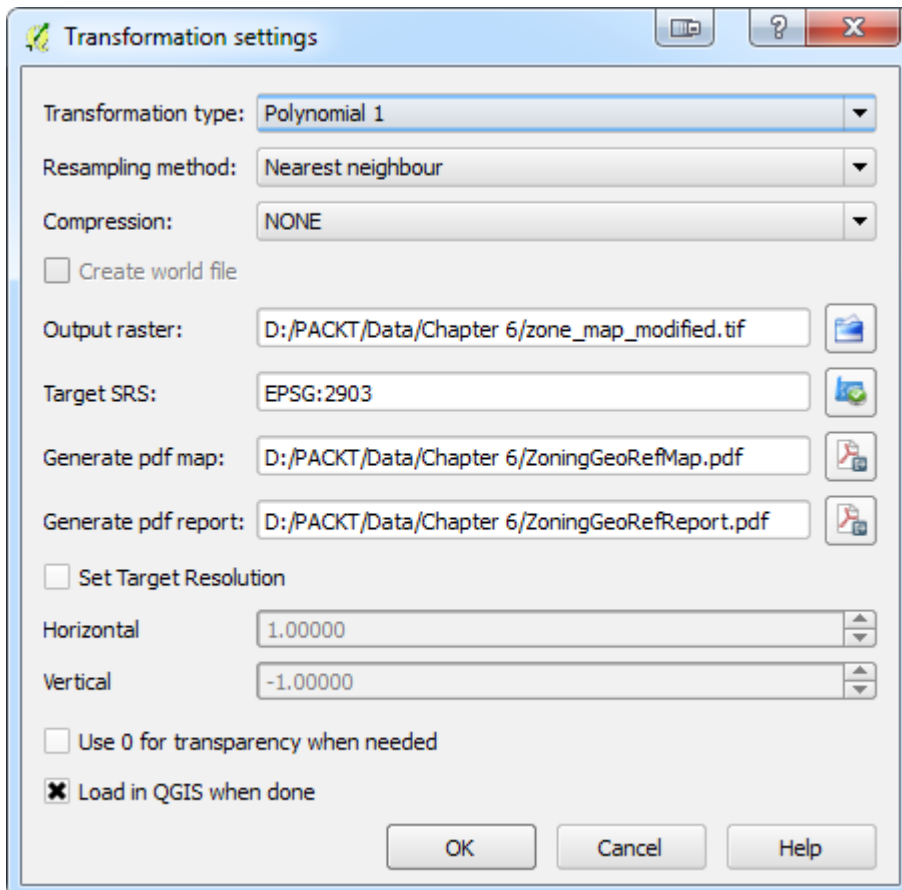 Transformation settings
Transformation type: Polynomial 1
Resampling method: Nearest neighbour
Compression: NONE
Create world file
Output raster: D:/PACKT/Data/Chapter 6/zone_map_modified.tif
Target SRS: EPSG:2903
Generate pdf map: D:/PACKT/Data/Chapter 6/ZoningGeoRefMap.pdf
Generate pdf report: D:/PACKT/Data/Chapter 6/ZoningGeoRefReport.pdf
Set Target Resolution
Horizontal 1.00000
Vertical -1.00000
Use 0 for transparency when needed
Load in QGIS when done
OK Cancel Help